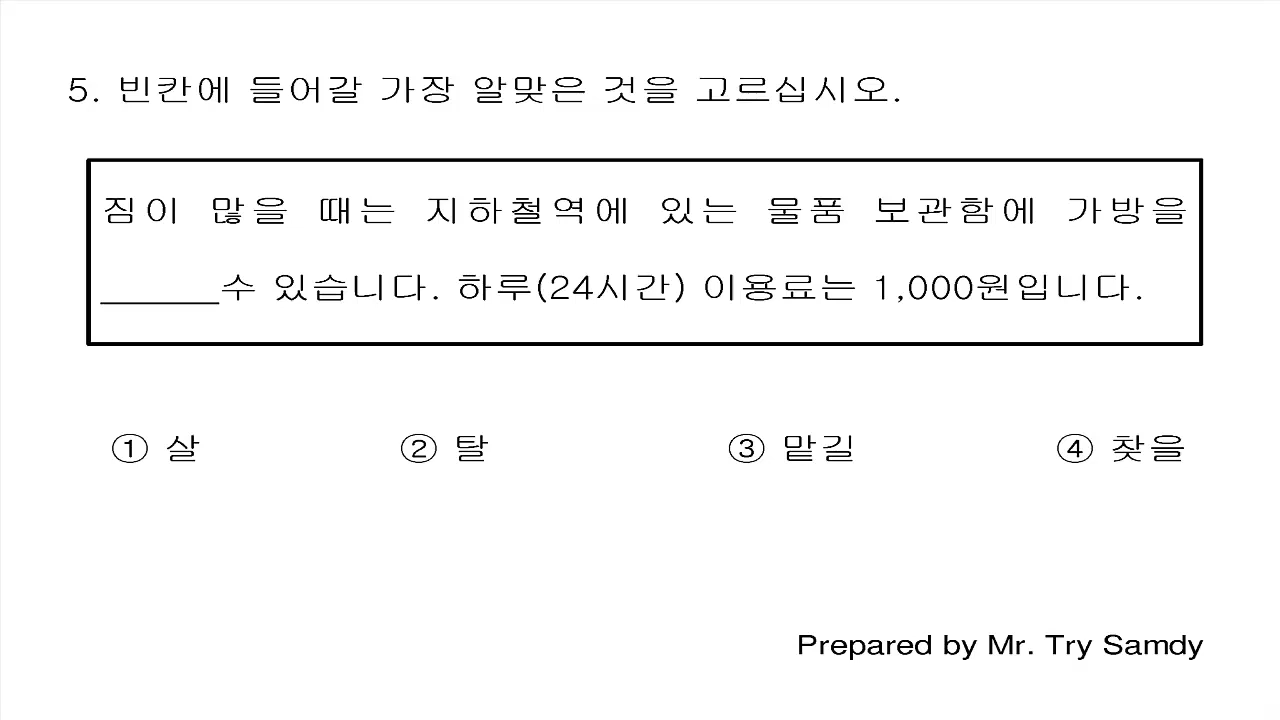 5. 빈칸에 들어갈 가장 알맞은 것을 고르십시오.
짐이 많을 때는 지하철역에 있는 물품 보관함에 가방을
______수 있습니다. 하루(24시간) 이용료는 1,000원입니다.
① 살 ② 탈 ③ 맡길 ④ 찾을
Prepared by Mr. Try Samdy